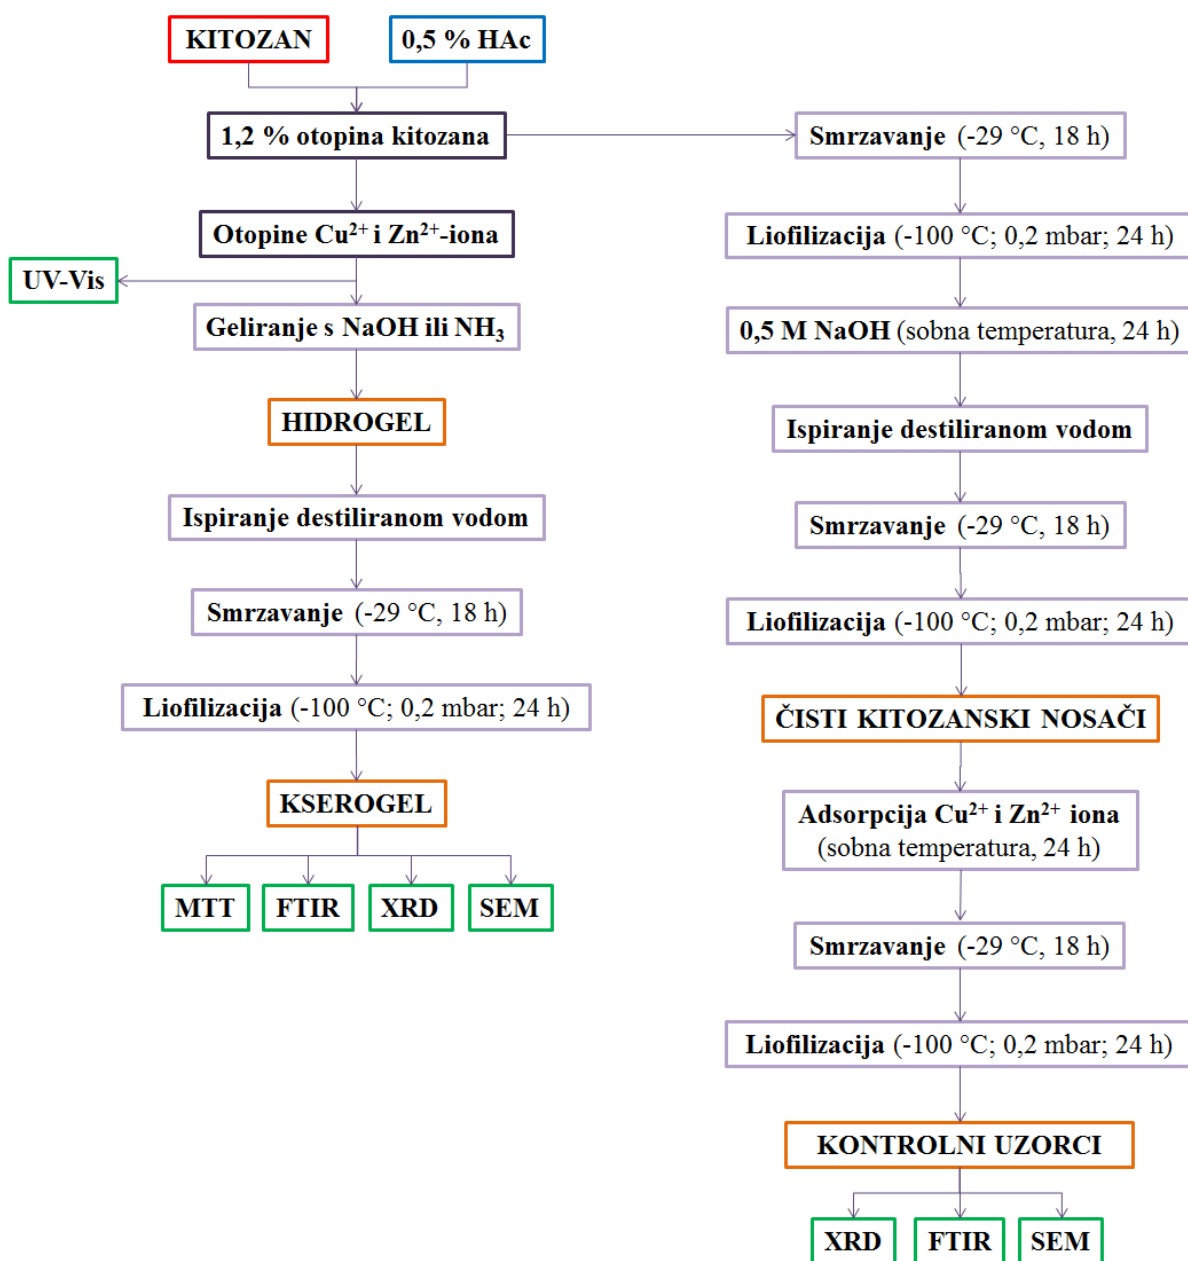 KITOZAN
0,5 % HAc
1,2 % otopina kitozana
Otopine Cu²⁺ i Zn²⁺-iona
UV-Vis
Geliranje s NaOH ili NH₃
HIDROGEL
Ispiranje destiliranom vodom
Smrzavanje (-29 °C, 18 h)
Liofilizacija (-100 °C; 0,2 mbar; 24 h)
KSEROGEL
MTT
FTIR
XRD
SEM
Smrzavanje (-29 °C, 18 h)
Liofilizacija (-100 °C; 0,2 mbar; 24 h)
0,5 M NaOH (sobna temperatura, 24 h)
Ispiranje destiliranom vodom
Smrzavanje (-29 °C, 18 h)
Liofilizacija (-100 °C; 0,2 mbar; 24 h)
ČISTI KITOZANSKI NOSAČI
Adsorpcija Cu²⁺ i Zn²⁺ iona
(sobna temperatura, 24 h)
Smrzavanje (-29 °C, 18 h)
Liofilizacija (-100 °C; 0,2 mbar; 24 h)
KONTROLNI UZORCI
XRD
FTIR
SEM